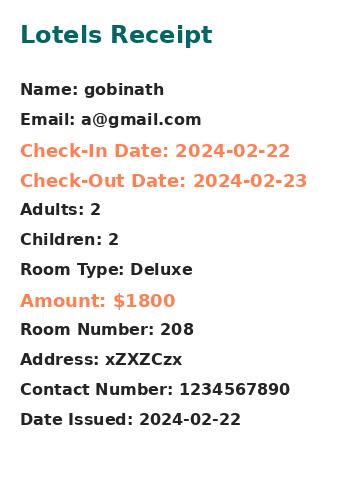 Lotels Receipt
Name: gobinath
Email: a@gmail.com
Check-In Date: 2024-02-22
Check-Out Date: 2024-02-23
Adults: 2
Children: 2
Room Type: Deluxe
Amount: $1800
Room Number: 208
Address: xZXZCzx
Contact Number: 1234567890
Date Issued: 2024-02-22